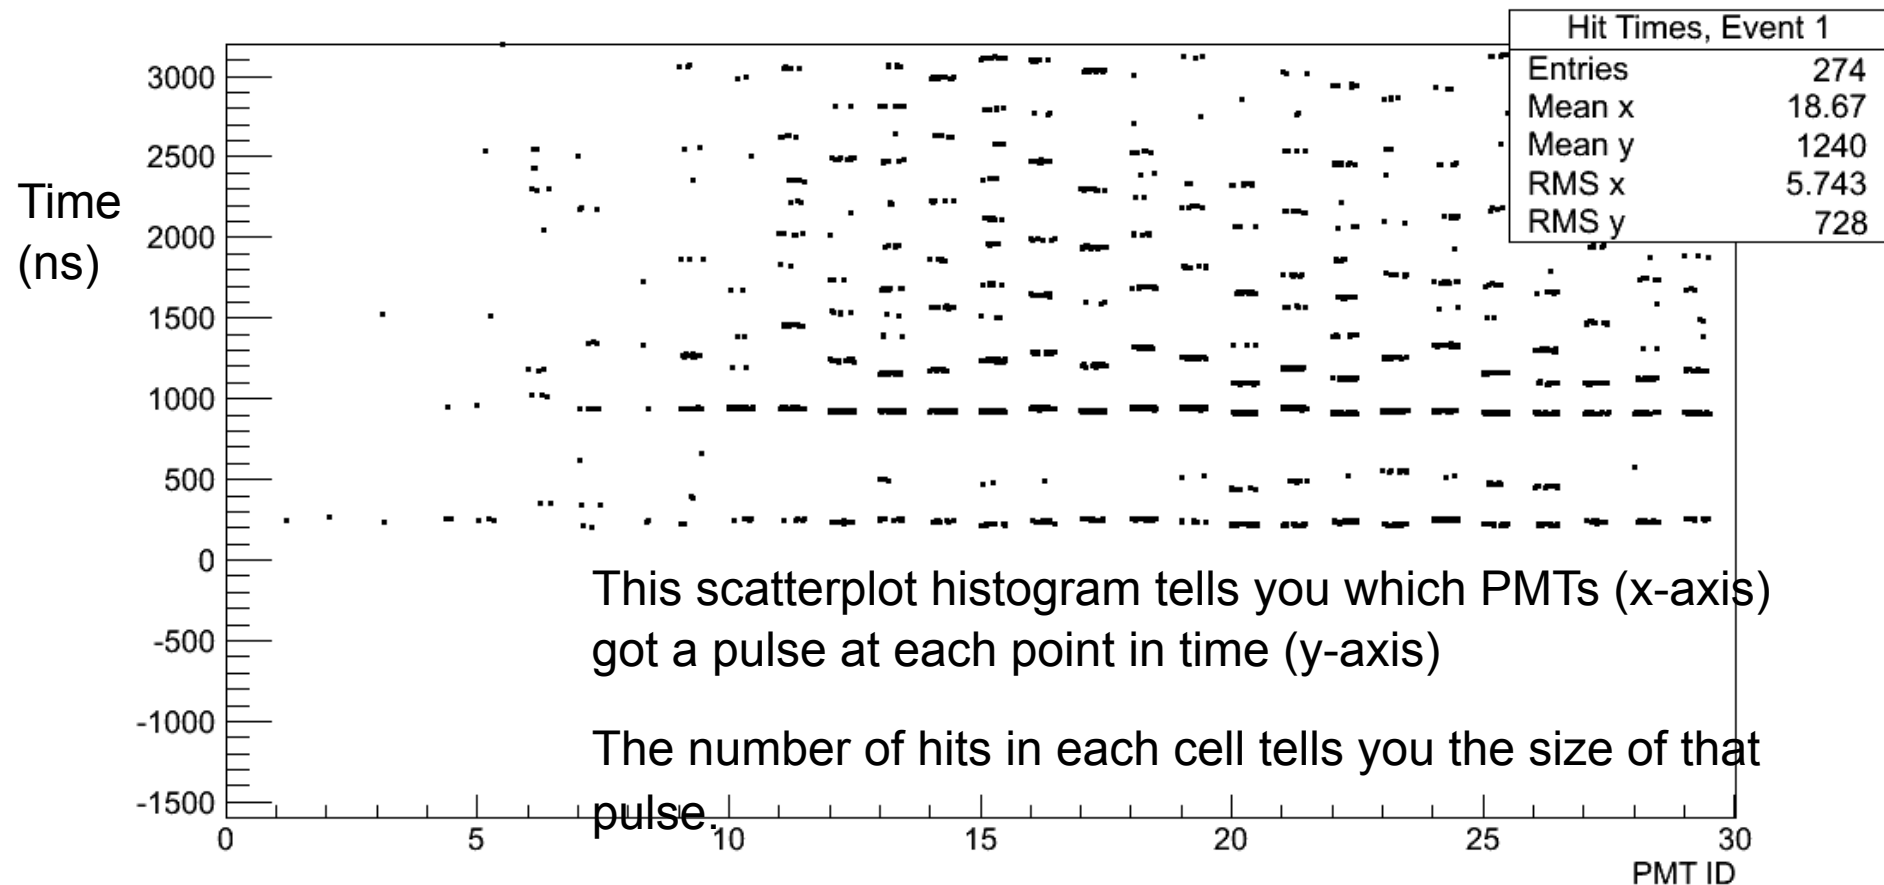 Hit Times, Event 1
Entries 274
Mean x 18.67
Mean y 1240
RMS x 5.743
RMS y 728
Time
(ns)
3000
2500
2000
1500
1000
500
0
-500
-1000
-1500
This scatterplot histogram tells you which PMTs (x-axis)
got a pulse at each point in time (y-axis)
The number of hits in each cell tells you the size of that
pulse.
0 5 10 15 20 25 30
PMT ID